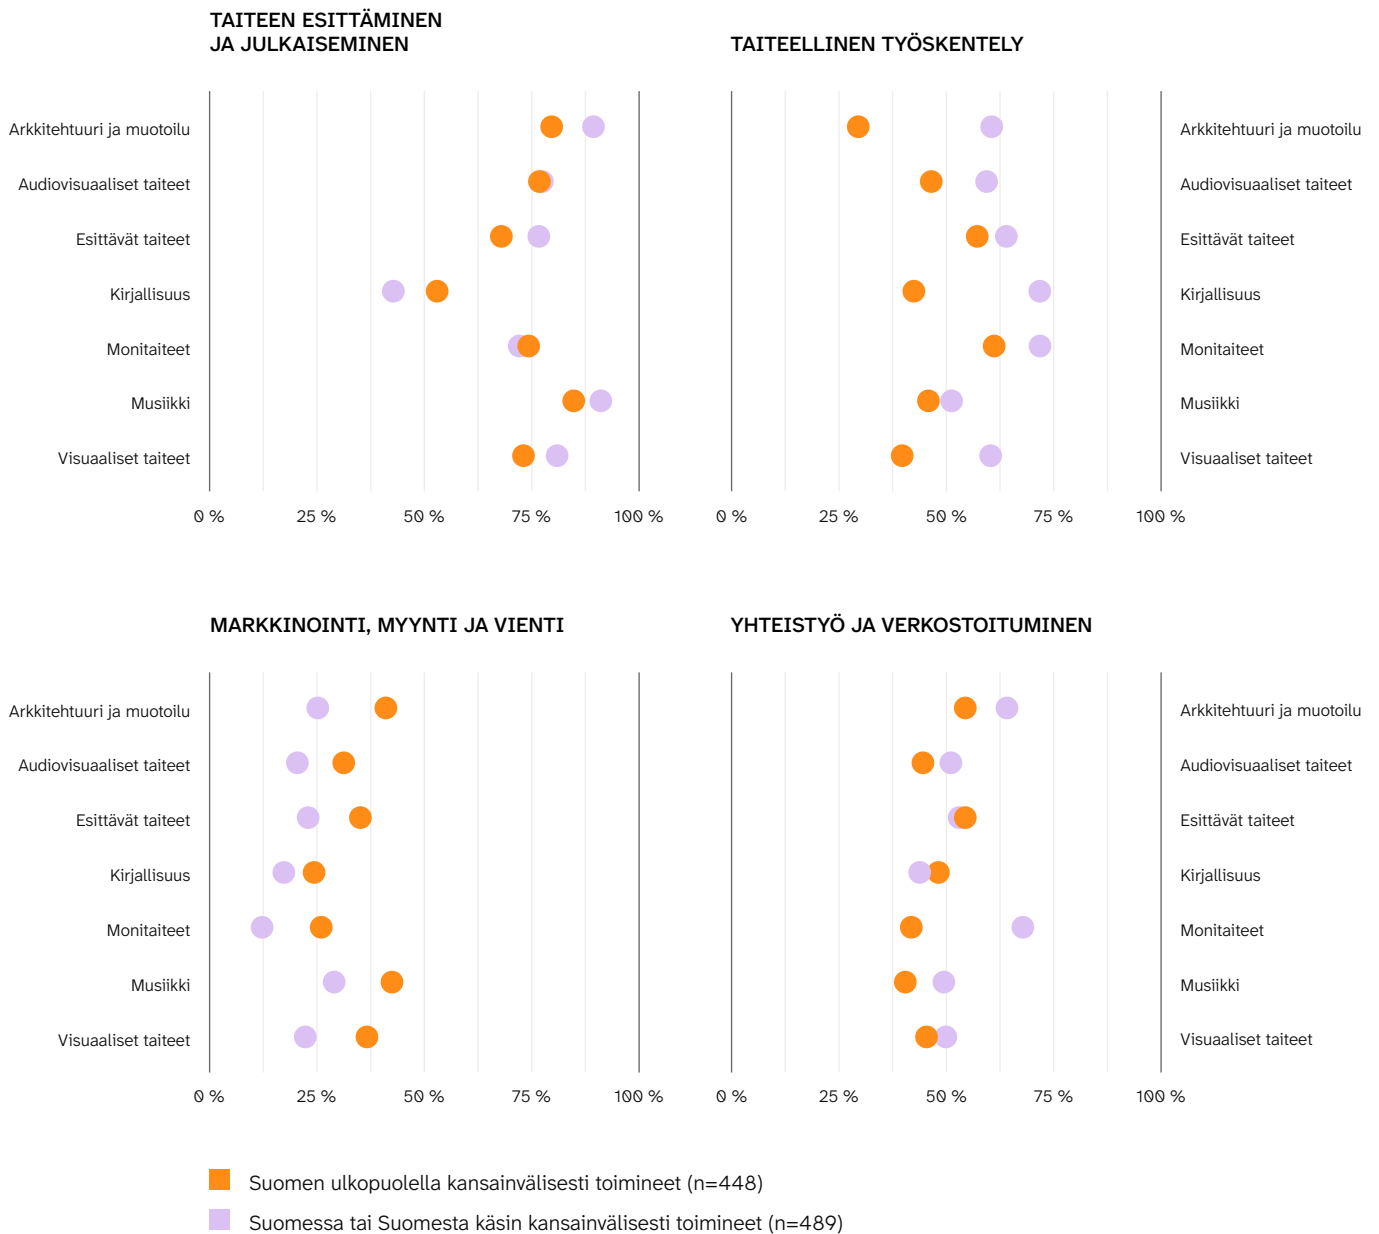 TAITEEN ESITTÄMINEN
JA JULKAISEMINEN
Arkkitehtuuri ja muotoilu
Audiovisuaaliset taiteet
Esittävät taiteet
Kirjallisuus
Monitaiteet
Musiikki
Visuaaliset taiteet
0 % 25 % 50 % 75 % 100 %
TAITEELLINEN TYÖSKENTELY
Arkkitehtuuri ja muotoilu
Audiovisuaaliset taiteet
Esittävät taiteet
Kirjallisuus
Monitaiteet
Musiikki
Visuaaliset taiteet
0 % 25 % 50 % 75 % 100 %
MARKKINOINTI, MYYNTI JA VIENTI
Arkkitehtuuri ja muotoilu
Audiovisuaaliset taiteet
Esittävät taiteet
Kirjallisuus
Monitaiteet
Musiikki
Visuaaliset taiteet
0 % 25 % 50 % 75 % 100 %
YHTEISTYÖ JA VERKOSTOITUMINEN
Arkkitehtuuri ja muotoilu
Audiovisuaaliset taiteet
Esittävät taiteet
Kirjallisuus
Monitaiteet
Musiikki
Visuaaliset taiteet
0 % 25 % 50 % 75 % 100 %
Suomen ulkopuolella kansainvälisesti toimineet (n=448)
Suomessa tai Suomesta käsin kansainvälisesti toimineet (n=489)